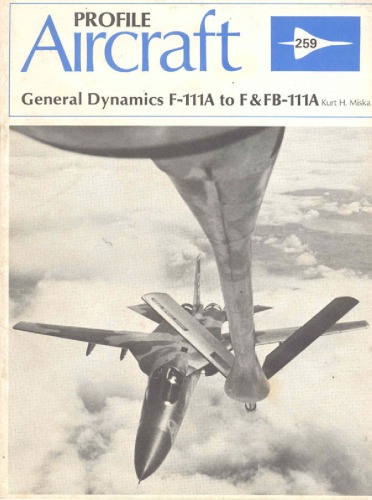 PROFILE
Aircraft
259
General Dynamics F-111A to F & FB-111A Kurt H. Miska